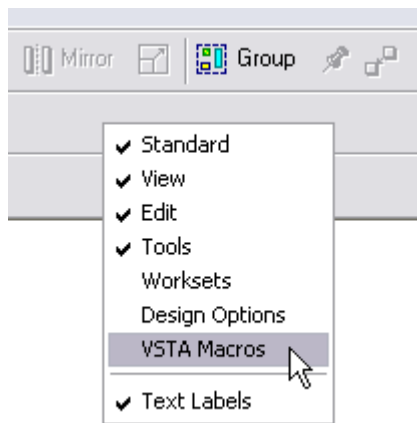 Mirror Group
Standard
View
Edit
Tools
Worksets
Design Options
VSTA Macros
Text Labels